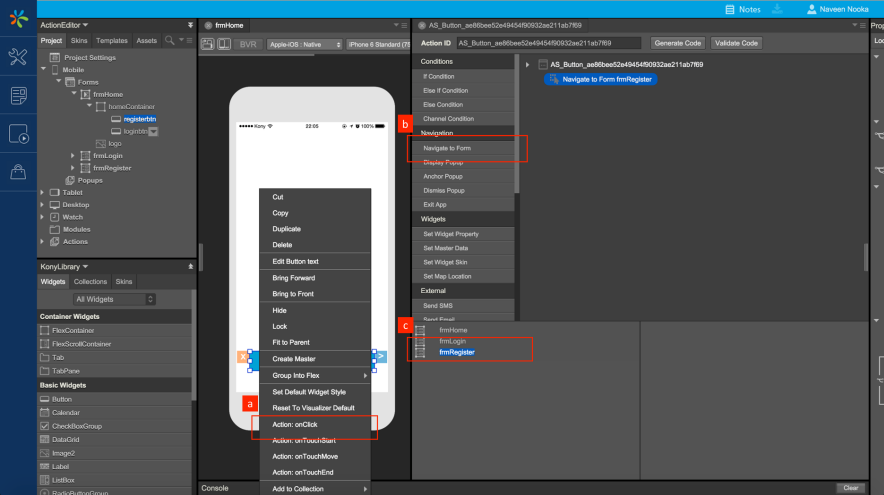 Notes
Naveen Nooka
ActionEditor
Project Skins Templates Assets
Project Settings
Mobile
Forms
frmHome
homeContainer
registerbtn
loginbtn
logo
frmLogin
frmRegister
Popups
Tablet
Desktop
Watch
Modules
Actions
KonyLibrary
Widgets Collections Skins
All Widgets
Container Widgets
FlexContainer
FlexScrollContainer
Tab
TabPane
Basic Widgets
Button
Calendar
CheckBoxGroup
DataGrid
Image2
Label
ListBox
RadioButtonGroup
frmHome
BVR Apple-iOS : Native iPhone 6 Standard (75
Kony 22:05 100%
Cut
Copy
Duplicate
Delete
Edit Button text
Bring Forward
Bring to Front
Hide
Lock
Fit to Parent
Create Master
Group Into Flex
Set Default Widget Style
Reset To Visualizer Default
a
Action: onClick
Action: onTouchStart
Action: onTouchMove
Action: onTouchEnd
Add to Collection
X
>
Console
Clear
AS_Button_ae86bee52e49454f90932ae211ab7f69
Action ID AS_Button_ae86bee52e49454f90932ae211ab7f69 Generate Code Validate Code
Conditions
If Condition
Else If Condition
Else Condition
Channel Condition
b
Navigation
Navigate to Form
Display Popup
Anchor Popup
Dismiss Popup
Exit App
Widgets
Set Widget Property
Set Master Data
Set Widget Skin
Set Map Location
External
Send SMS
Send Email
AS_Button_ae86bee52e49454f90932ae211ab7f69
Navigate to Form frmRegister
c
frmHome
frmLogin
frmRegister
Prop
Loo